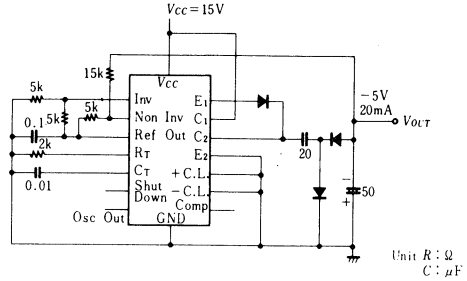 Vcc=15V
15k
Vcc
5k
Inv
E1
−5V
20mA
0.1
5k
5k
Non Inv
C1
VOUT
2k
Ref Out
C2
RT
E2
20
0.01
CT
+C.L.
Shut Down
−C.L.
−
50
+
Osc Out
Comp
GND
Unit R : Ω
C : μF